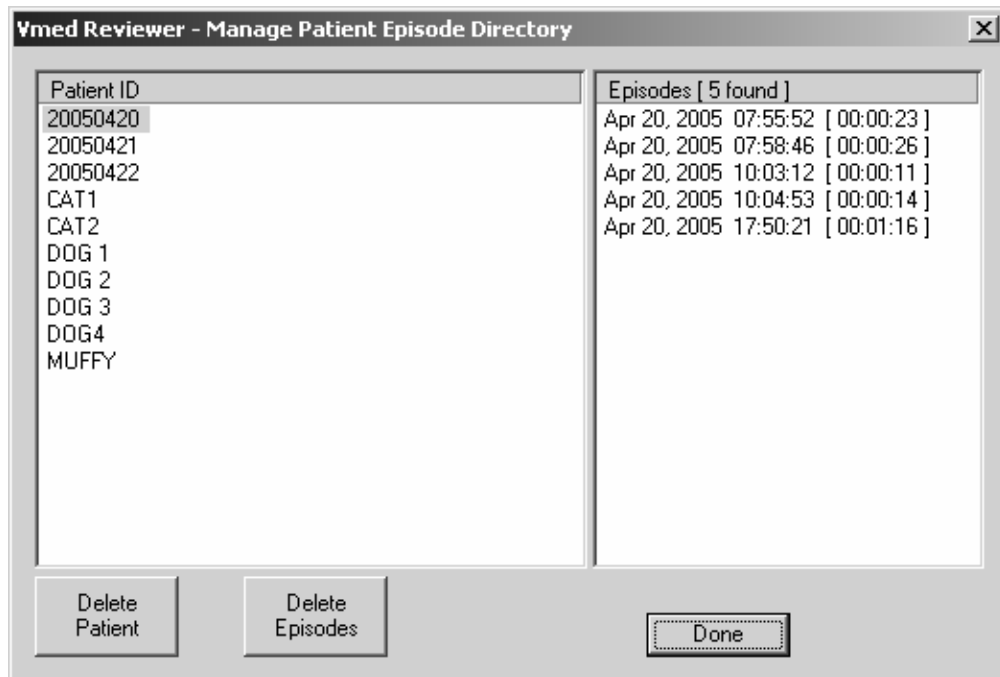 Vmed Reviewer - Manage Patient Episode Directory
Patient ID
20050420
20050421
20050422
CAT1
CAT2
DOG 1
DOG 2
DOG 3
DOG4
MUFFY
Episodes [ 5 found ]
Apr 20, 2005 07:55:52 [ 00:00:23 ]
Apr 20, 2005 07:58:46 [ 00:00:26 ]
Apr 20, 2005 10:03:12 [ 00:00:11 ]
Apr 20, 2005 10:04:53 [ 00:00:14 ]
Apr 20, 2005 17:50:21 [ 00:01:16 ]
Delete
Patient
Delete
Episodes
Done